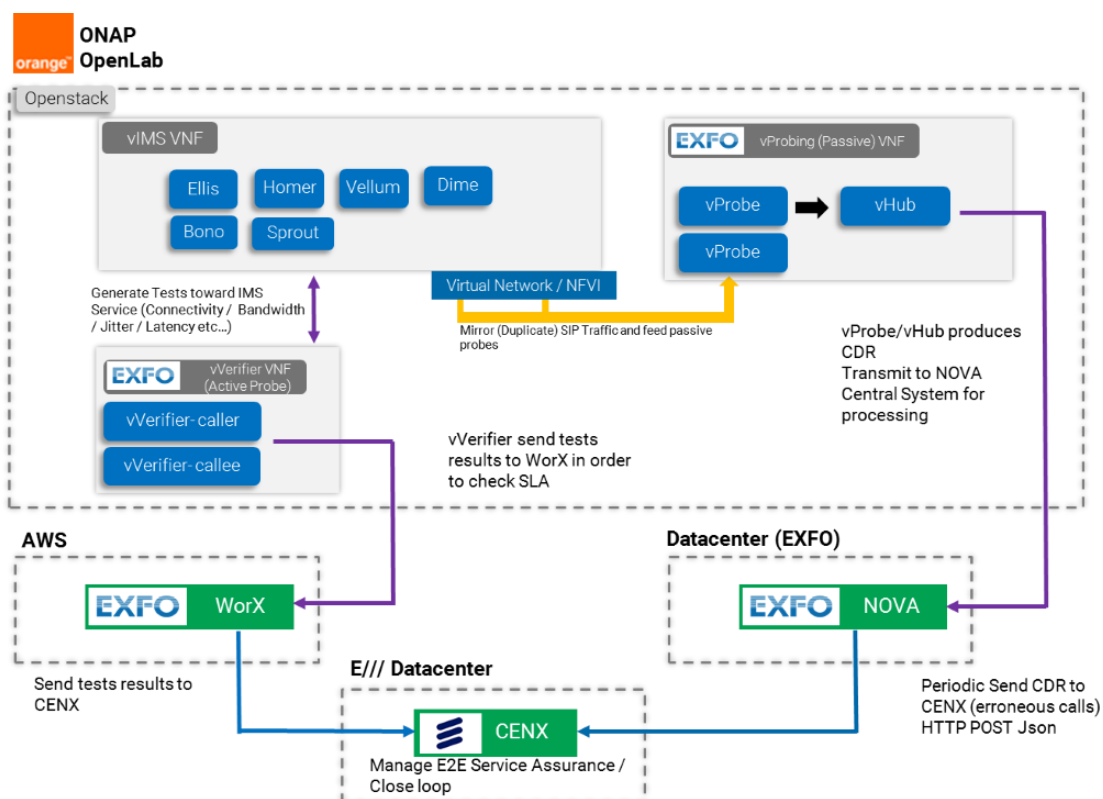 ONAP
OpenLab
orange™
Openstack
vIMS VNF
Ellis
Homer
Vellum
Dime
Bono
Sprout
EXFO
vProbing (Passive) VNF
vProbe
vHub
vProbe
Virtual Network / NFVI
Generate Tests toward IMS
Service (Connectivity / Bandwidth
/ Jitter / Latency etc...)
Mirror (Duplicate) SIP Traffic and feed passive
probes
EXFO
vVerifier VNF
(Active Probe)
vVerifier-caller
vVerifier-callee
vVerifier send tests
results to WorX in order
to check SLA
vProbe/vHub produces
CDR
Transmit to NOVA
Central System for
processing
AWS
EXFO
WorX
Send tests results to
CENX
Datacenter (EXFO)
EXFO
NOVA
Periodic Send CDR to
CENX (erroneous calls)
HTTP POST Json
E/// Datacenter
CENX
Manage E2E Service Assurance /
Close loop